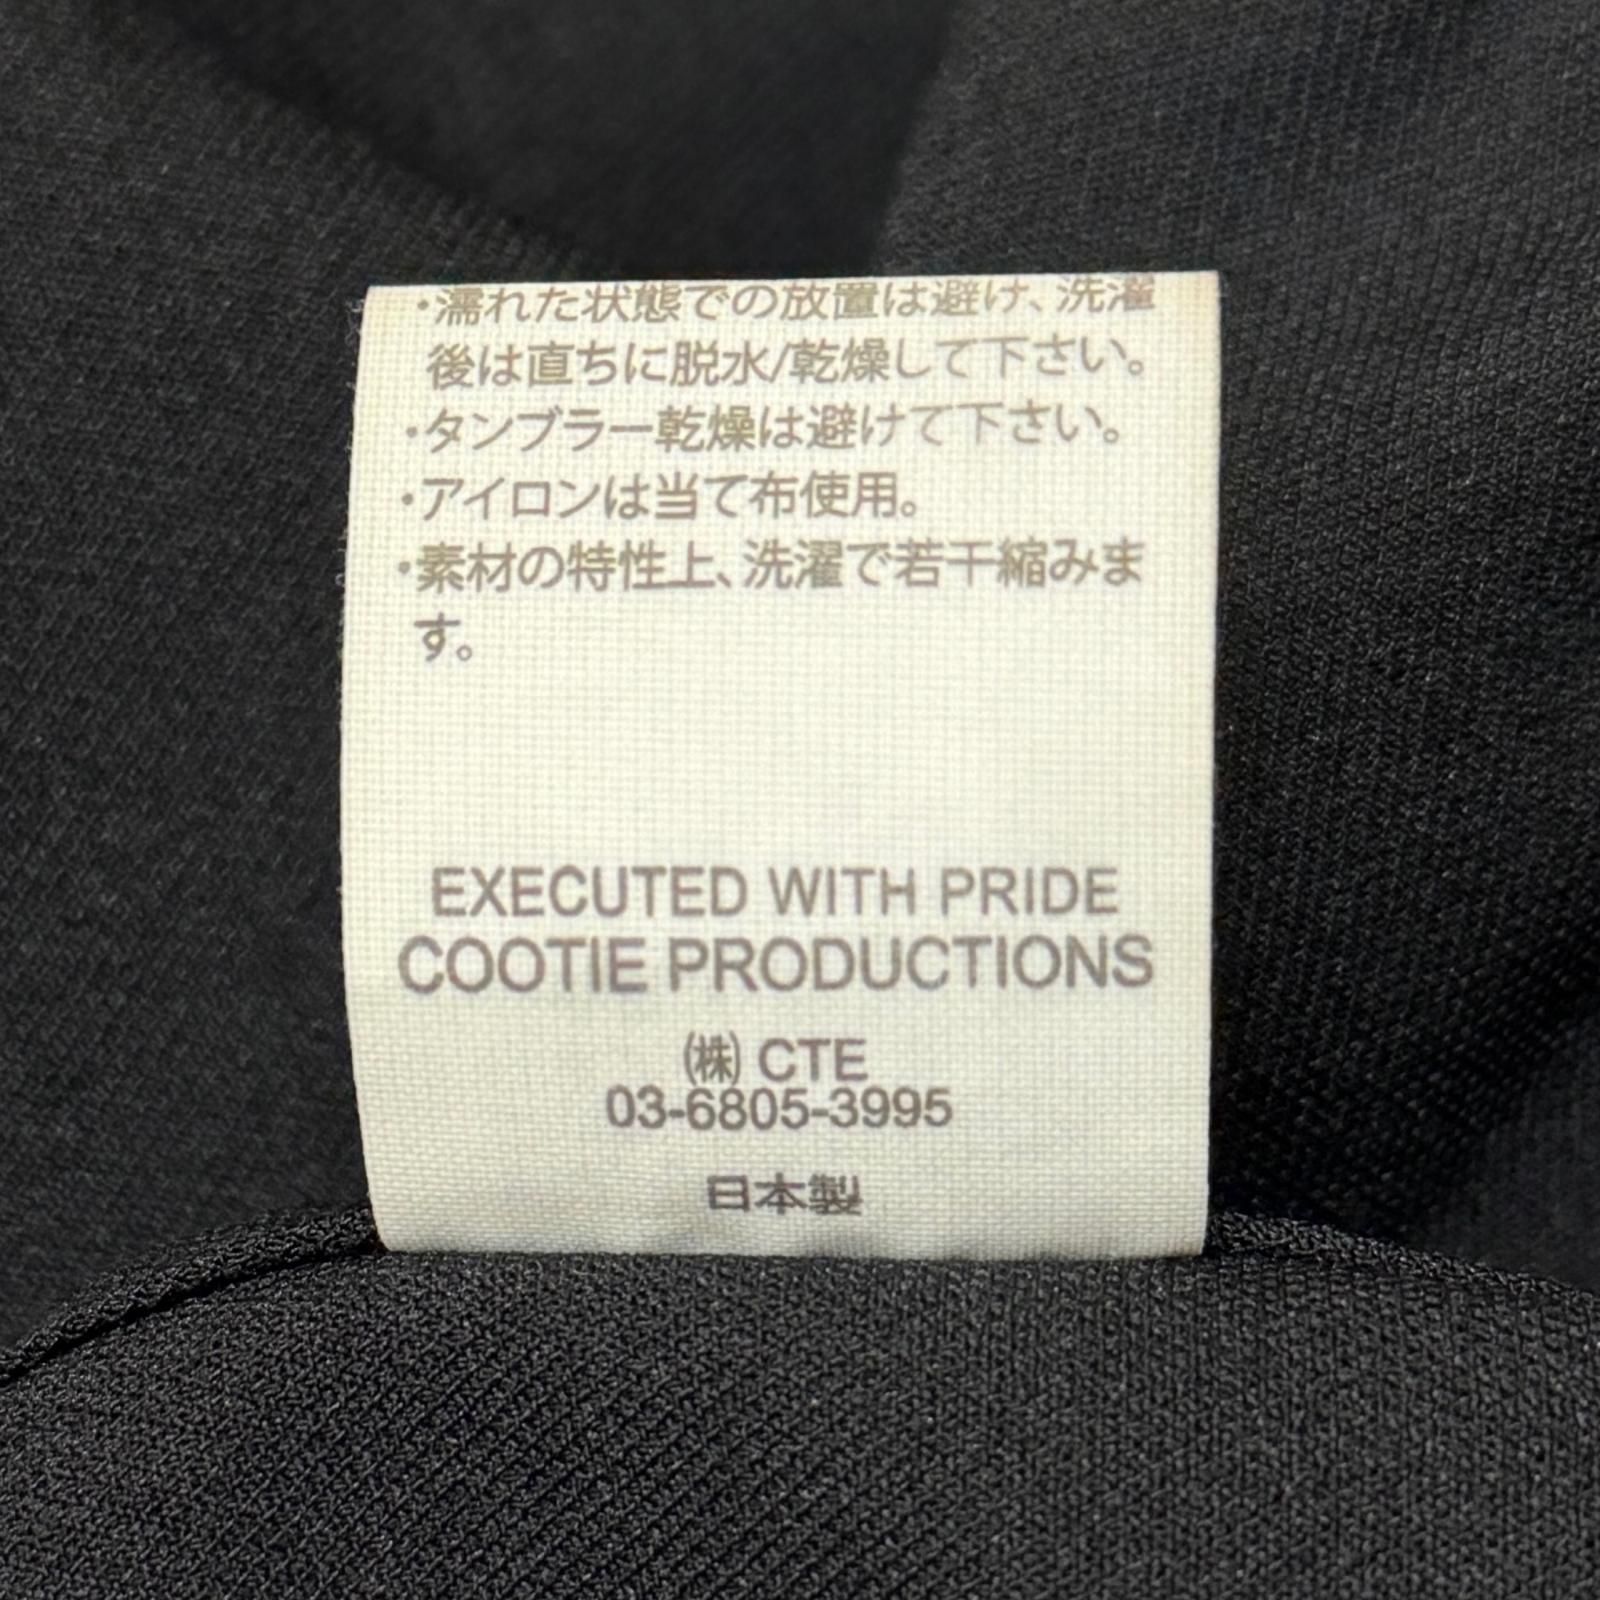 ・濡れた状態での放置は避け、洗濯
後は直ちに脱水/乾燥して下さい。
・タンブラー乾燥は避けて下さい。
・アイロンは当て布使用。
・素材の特性上、洗濯で若干縮みま
す。
EXECUTED WITH PRIDE
COOTIE PRODUCTIONS
㈱ CTE
03-6805-3995
日本製